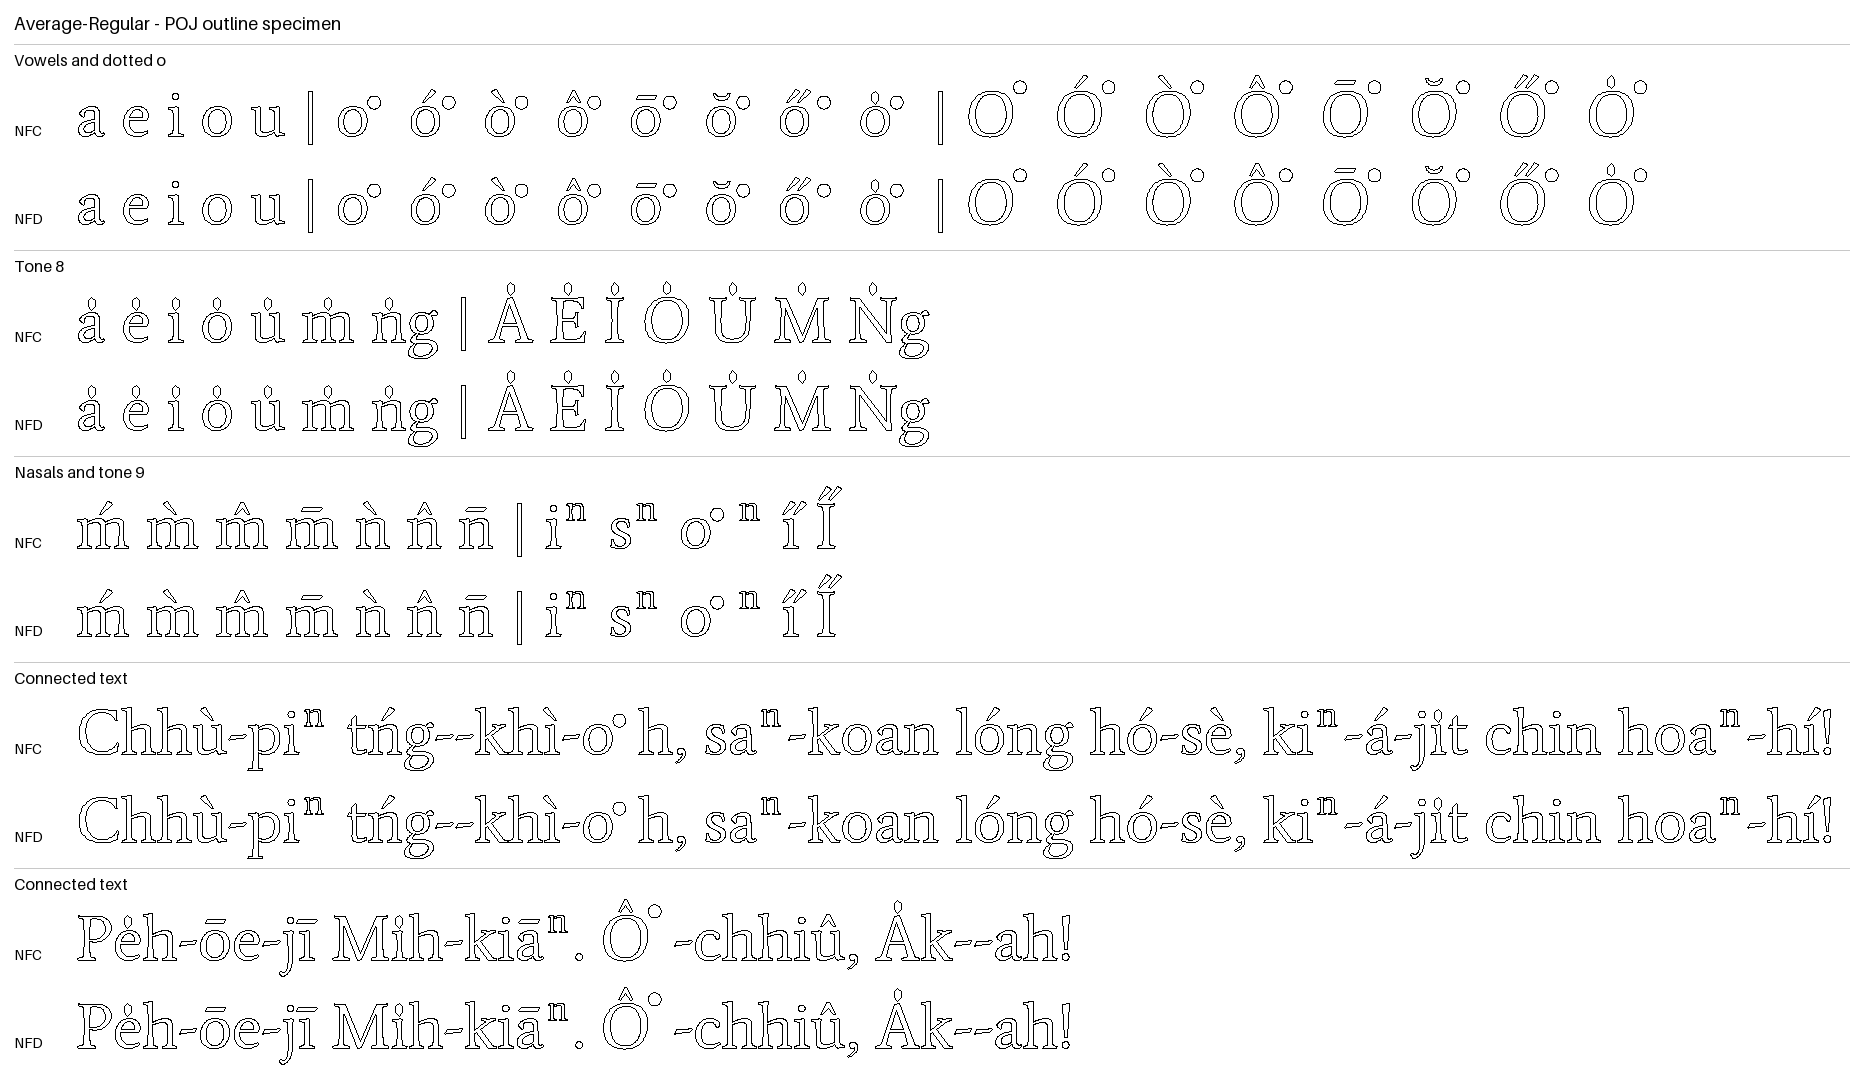 Average-Regular - POJ outline specimen
Vowels and dotted o
NFC a e i o u | o͘ ó͘ ò͘ ô͘ ō͘ ŏ͘ ő͘ o̍͘ | O͘ Ó͘ Ò͘ Ô͘ Ō͘ Ŏ͘ Ő͘ O̍͘
NFD a e i o u | o͘ ó͘ ò͘ ô͘ ō͘ ŏ͘ ő͘ o̍͘ | O͘ Ó͘ Ò͘ Ô͘ Ō͘ Ŏ͘ Ő͘ O̍͘
Tone 8
NFC a̍ e̍ i̍ o̍ u̍ m̍ n̍g | A̍ E̍ I̍ O̍ U̍ M̍ N̍g
NFD a̍ e̍ i̍ o̍ u̍ m̍ n̍g | A̍ E̍ I̍ O̍ U̍ M̍ N̍g
Nasals and tone 9
NFC ḿ m̀ m̂ m̄ ǹ n̂ n̄ | iⁿ sⁿ o͘ⁿ i̋ I̋
NFD ḿ m̀ m̂ m̄ ǹ n̂ n̄ | iⁿ sⁿ o͘ⁿ i̋ I̋
Connected text
NFC Chhù-piⁿ tńg--khì-o͘h, saⁿ-koan lóng hó-sè, kiⁿ-á-ji̍t chin hoaⁿ-hí!
NFD Chhù-piⁿ tńg--khì-o͘h, saⁿ-koan lóng hó-sè, kiⁿ-á-ji̍t chin hoaⁿ-hí!
Connected text
NFC Pe̍h-ōe-jī Mi̍h-kiāⁿ. Ô͘-chhiû, A̍k--ah!
NFD Pe̍h-ōe-jī Mi̍h-kiāⁿ. Ô͘-chhiû, A̍k--ah!